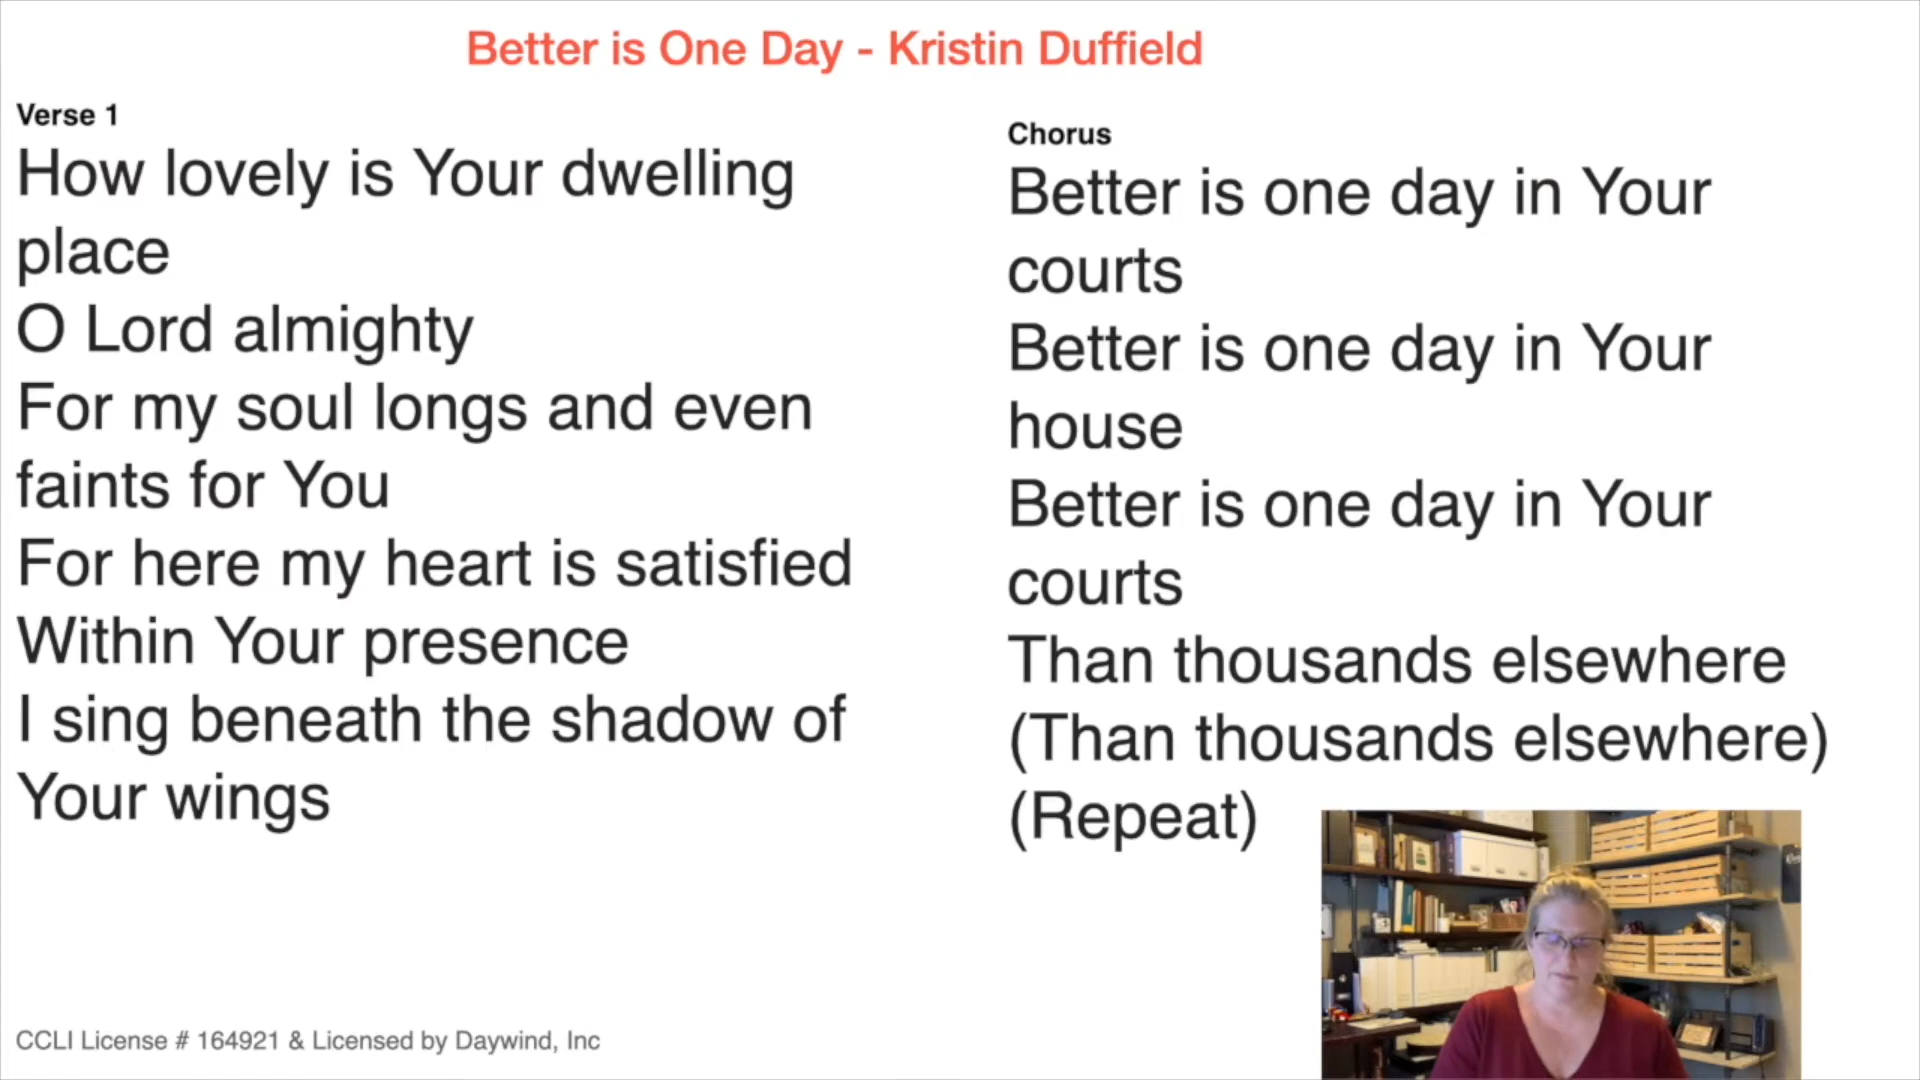 Better is One Day - Kristin Duffield
Verse 1
How lovely is Your dwelling
place
O Lord almighty
For my soul longs and even
faints for You
For here my heart is satisfied
Within Your presence
I sing beneath the shadow of
Your wings
Chorus
Better is one day in Your
courts
Better is one day in Your
house
Better is one day in Your
courts
Than thousands elsewhere
(Than thousands elsewhere)
(Repeat)
CCLI License # 164921 & Licensed by Daywind, Inc